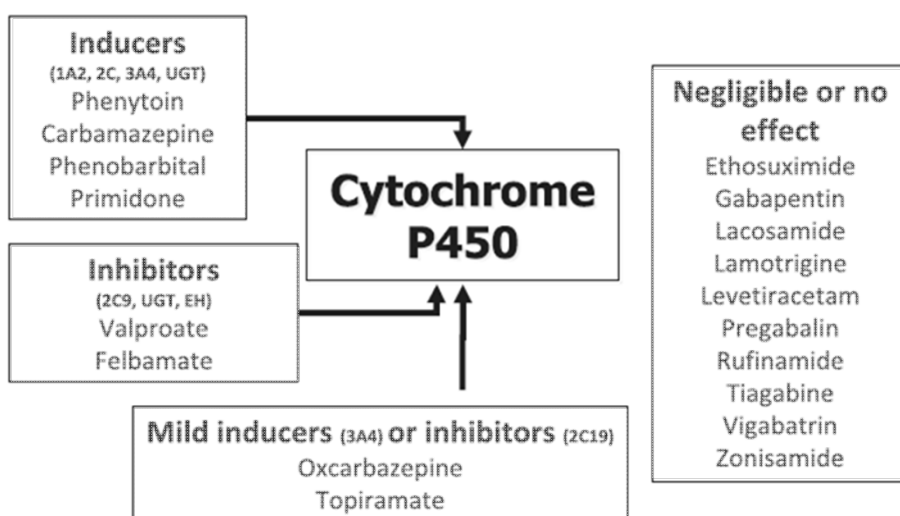 Inducers
(1A2, 2C, 3A4, UGT)
Phenytoin
Carbamazepine
Phenobarbital
Primidone
Inhibitors
(2C9, UGT, EH)
Valproate
Felbamate
Cytochrome
P450
Mild inducers (3A4) or inhibitors (2C19)
Oxcarbazepine
Topiramate
Negligible or no
effect
Ethosuximide
Gabapentin
Lacosamide
Lamotrigine
Levetiracetam
Pregabalin
Rufinamide
Tiagabine
Vigabatrin
Zonisamide